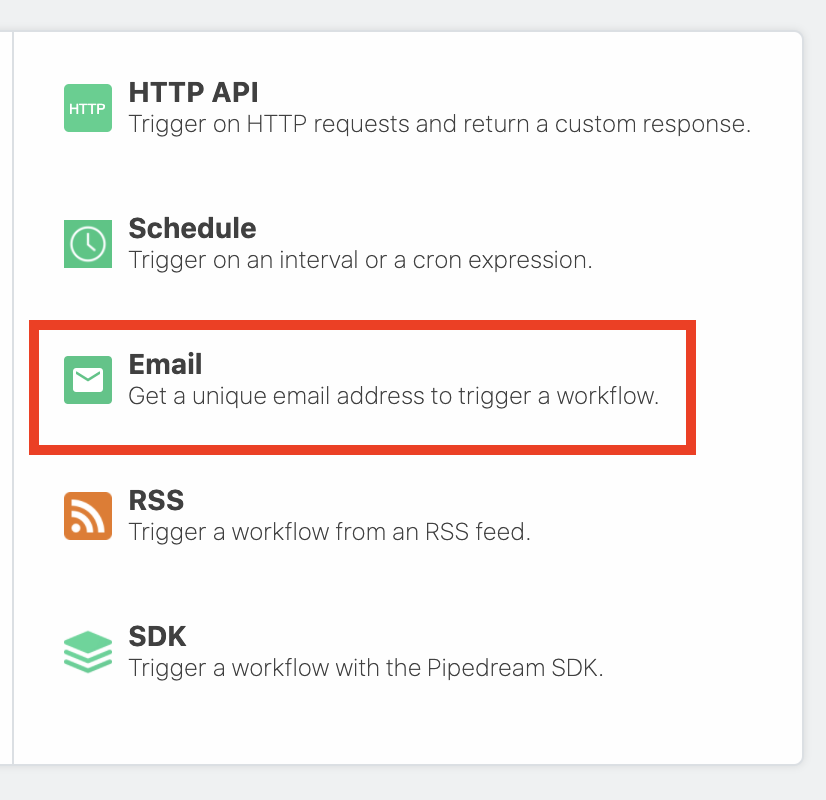 HTTP
HTTP API
Trigger on HTTP requests and return a custom response.
Schedule
Trigger on an interval or a cron expression.
Email
Get a unique email address to trigger a workflow.
RSS
Trigger a workflow from an RSS feed.
SDK
Trigger a workflow with the Pipedream SDK.